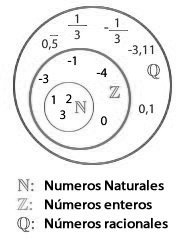 1/3 -1/3
0,5̅ -3,11
-1
-3 -4 ℚ
1 2 ℕ ℤ
3 0 0,1
ℕ: Numeros Naturales
ℤ: Números enteros
ℚ: Números racionales